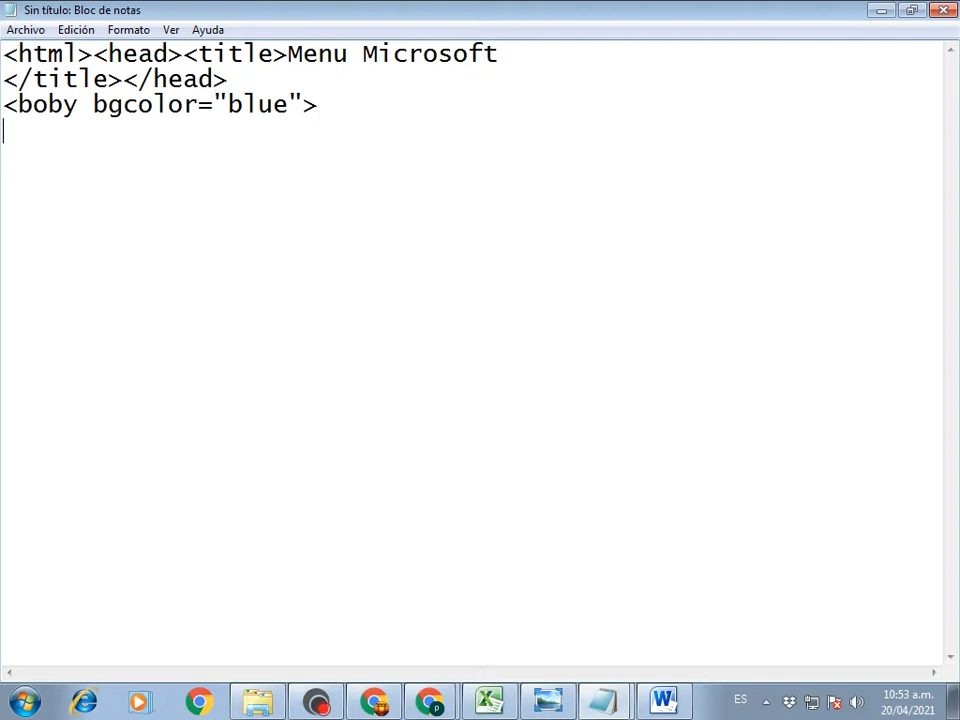 Sin título: Bloc de notas
Archivo Edición Formato Ver Ayuda
<html><head><title>Menu Microsoft
</title></head>
<boby bgcolor="blue">
ES
10:53 a.m.
20/04/2021